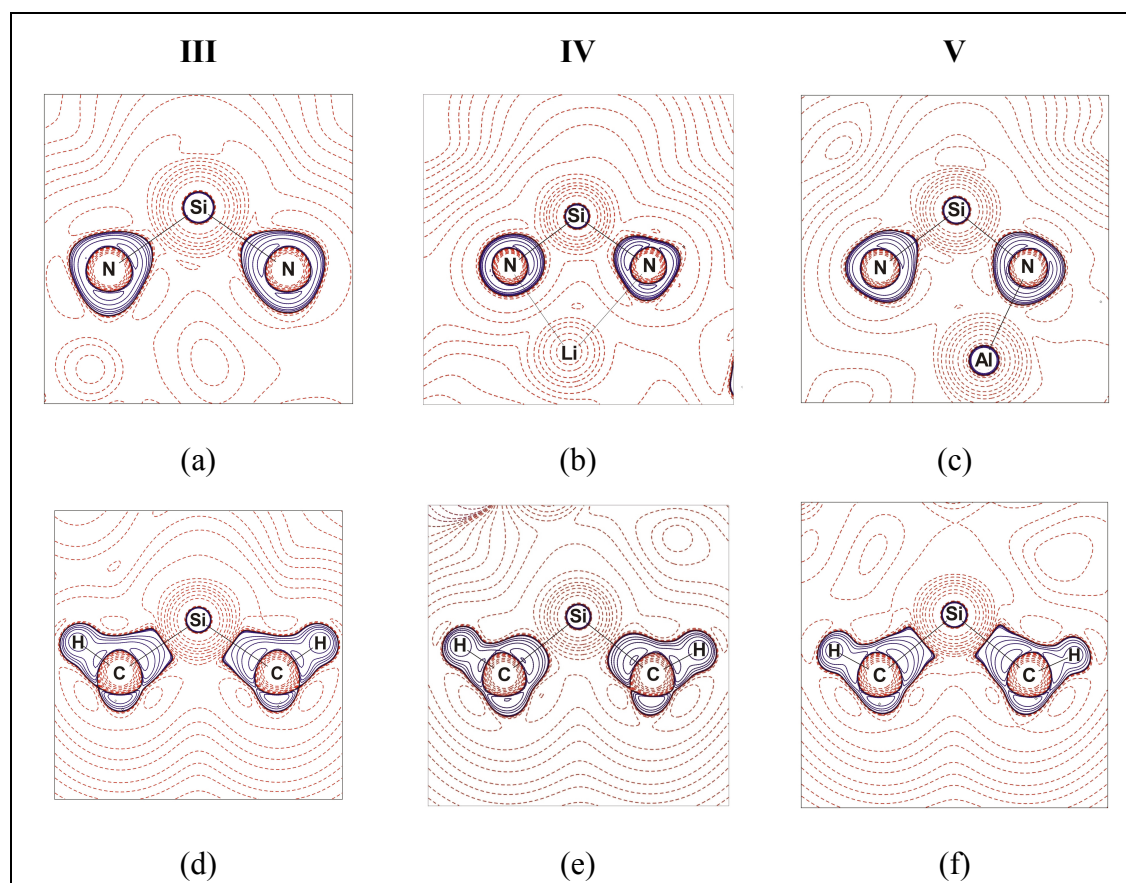 III IV V
Si Si Si
N N N N N N
Li Al
(a) (b) (c)
Si Si Si
H H H H H H
C C C C C C
(d) (e) (f)